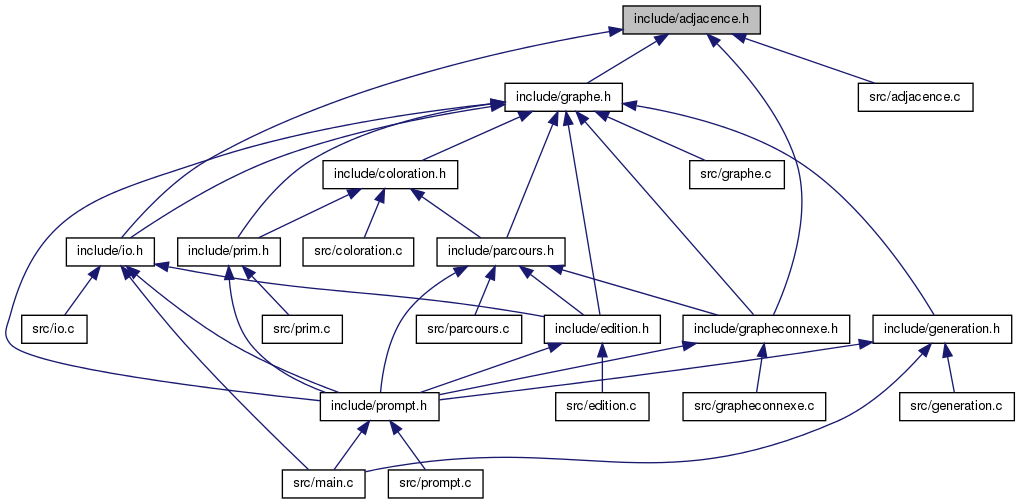 include/adjacence.h
include/graphe.h
src/adjacence.c
include/coloration.h
src/graphe.c
include/io.h
include/prim.h
src/coloration.c
include/parcours.h
src/io.c
src/prim.c
src/parcours.c
include/edition.h
include/grapheconnexe.h
include/generation.h
include/prompt.h
src/edition.c
src/grapheconnexe.c
src/generation.c
src/main.c
src/prompt.c